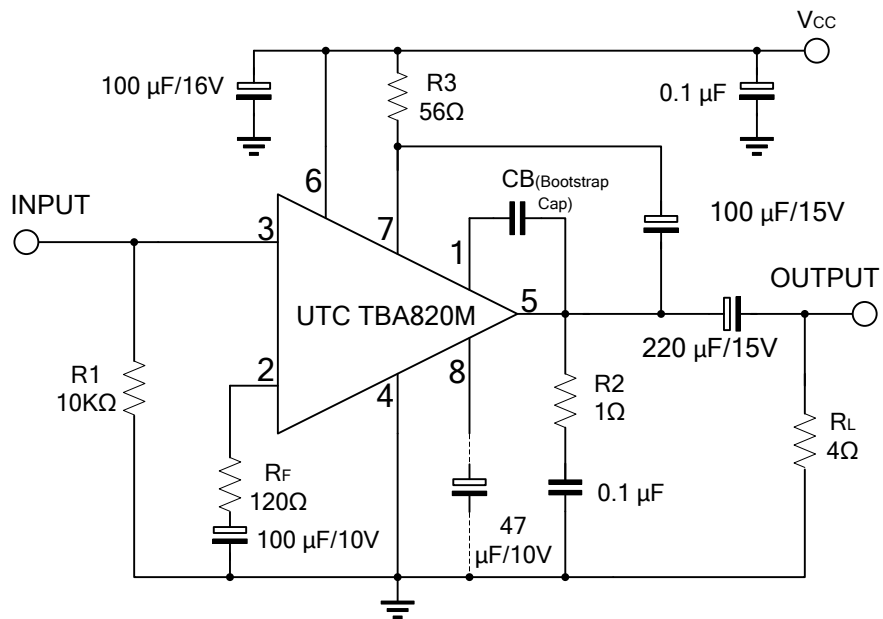 VCC
100 µF/16V
R3
56Ω
0.1 µF
6
7
CB(Bootstrap
Cap)
INPUT
3
1
100 µF/15V
OUTPUT
UTC TBA820M
5
220 µF/15V
R1
10KΩ
2
4
8
R2
1Ω
RL
4Ω
RF
120Ω
0.1 µF
100 µF/10V
47
µF/10V